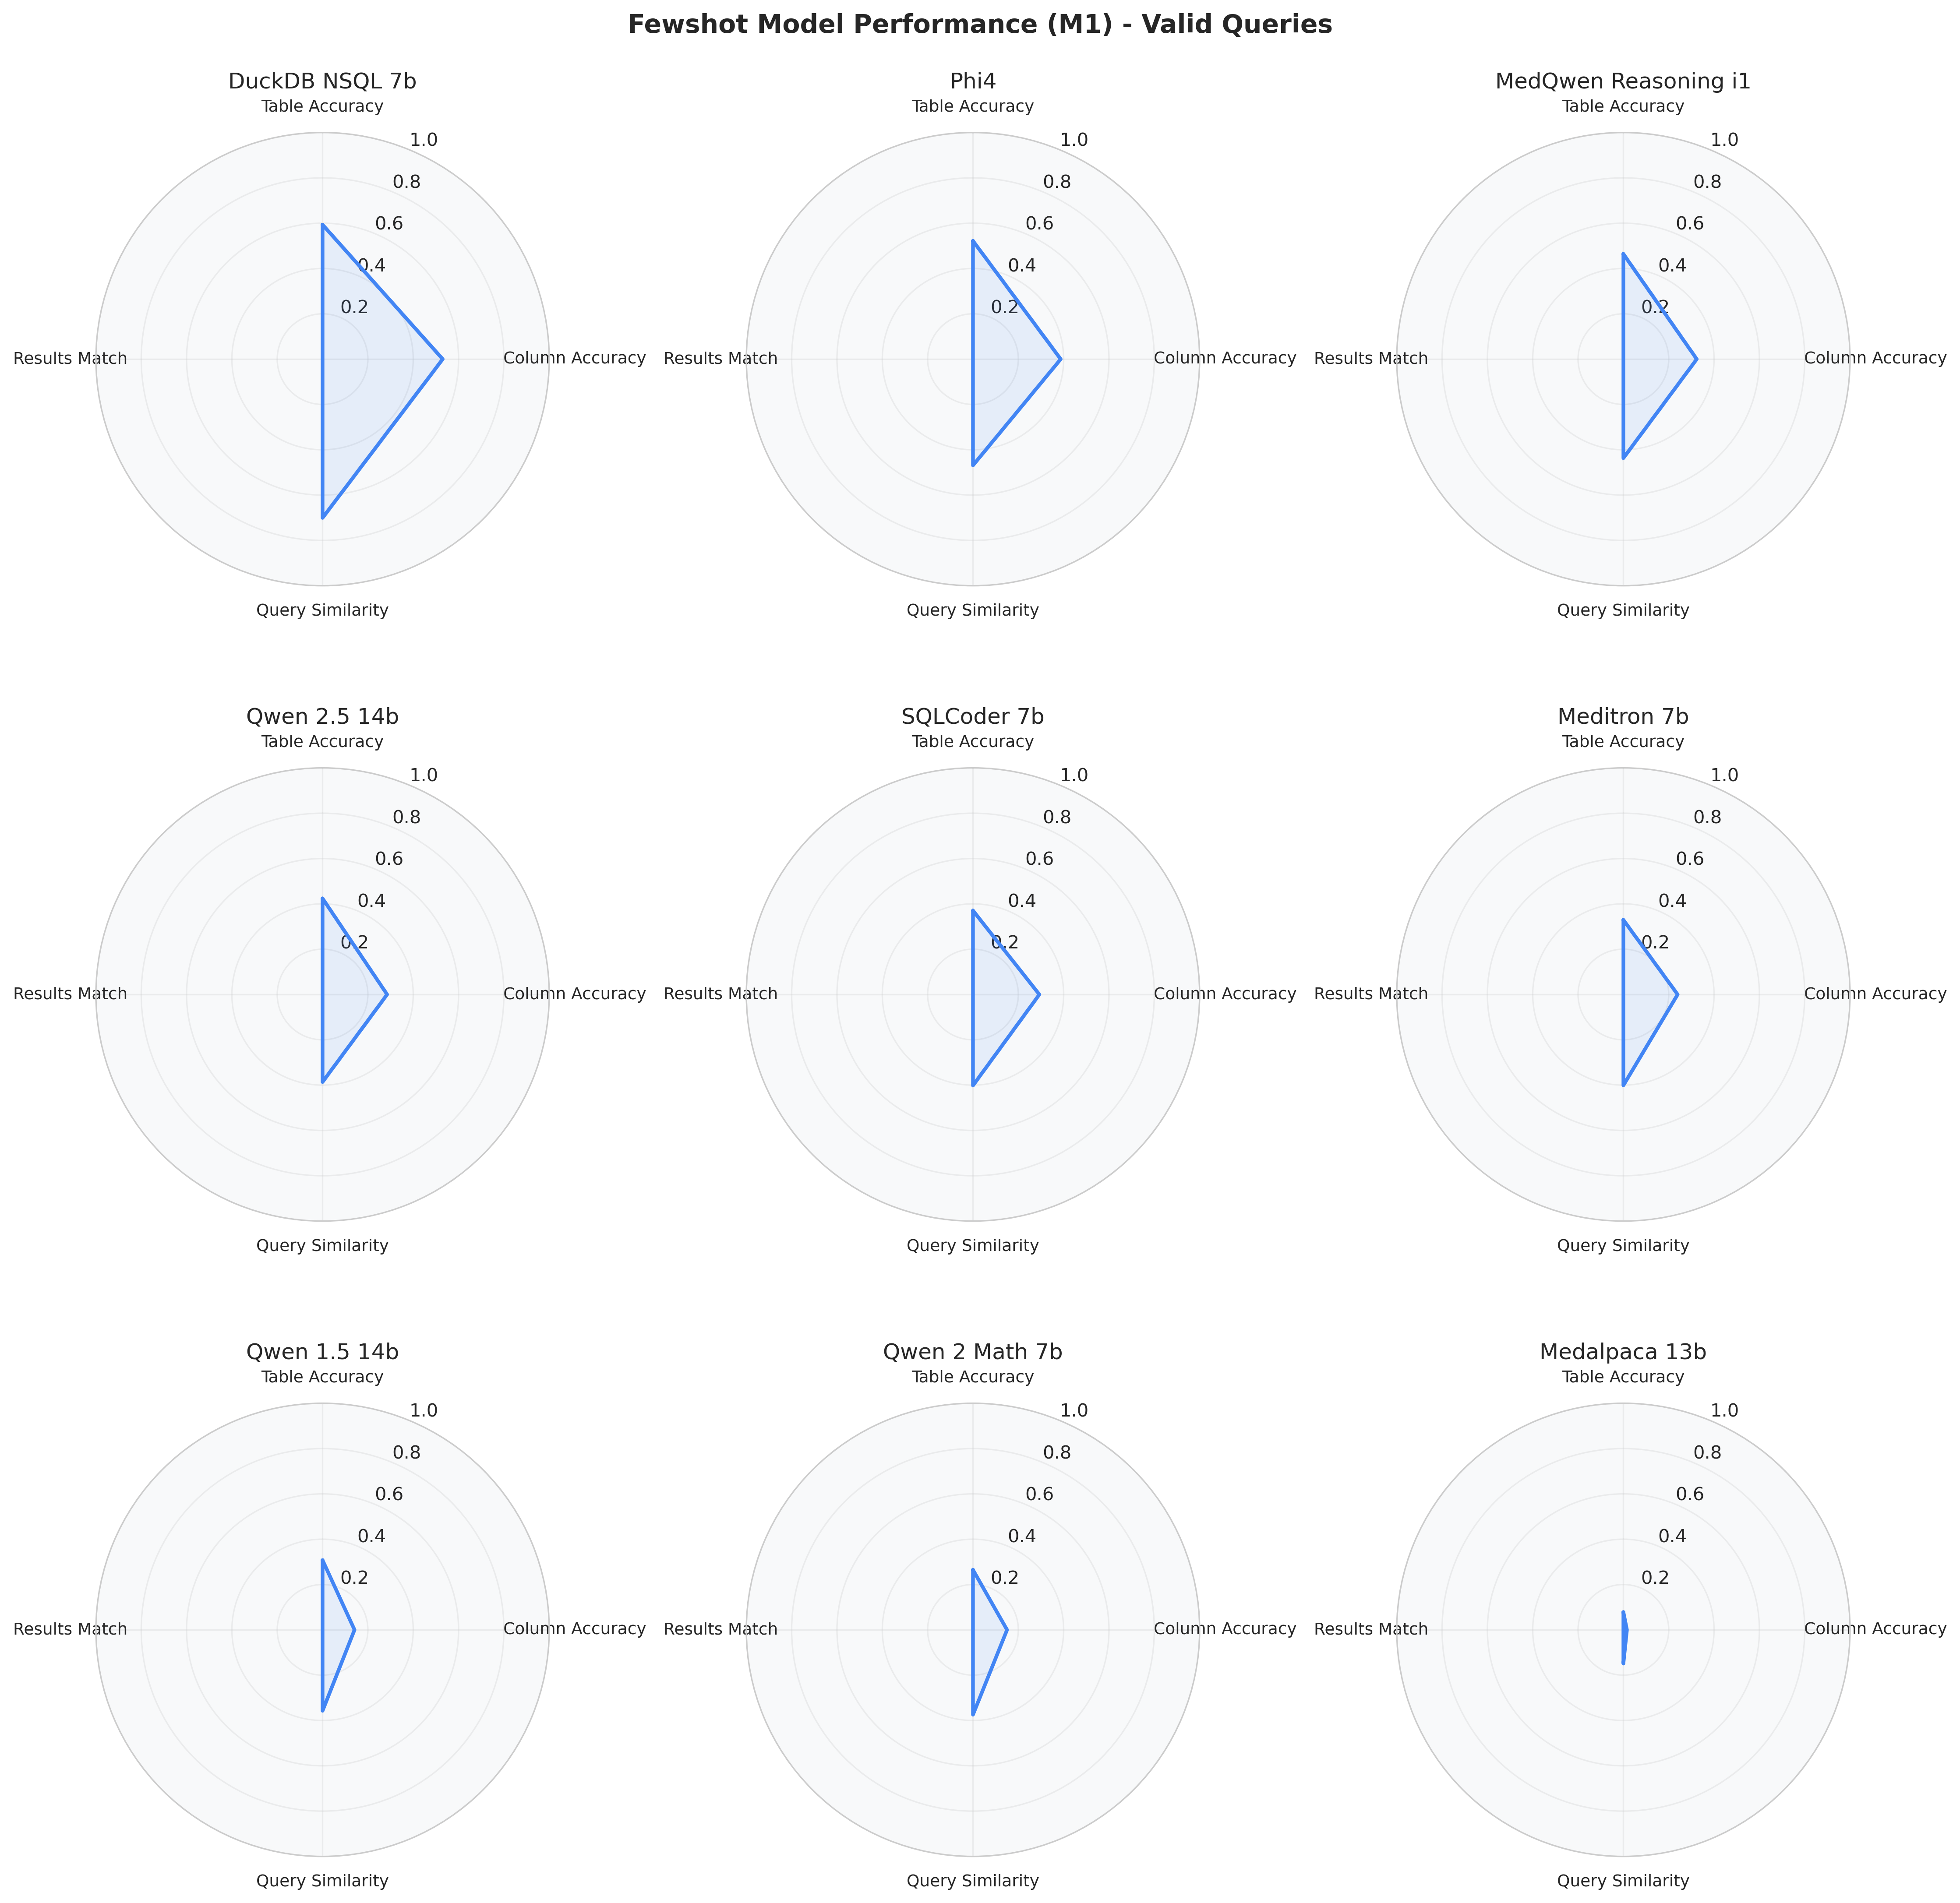 Fewshot Model Performance (M1) - Valid Queries
DuckDB NSQL 7b
Table Accuracy
1.0
0.8
0.6
0.4
0.2
Results Match
Column Accuracy
Query Similarity
Phi4
Table Accuracy
1.0
0.8
0.6
0.4
0.2
Results Match
Column Accuracy
Query Similarity
MedQwen Reasoning i1
Table Accuracy
1.0
0.8
0.6
0.4
0.2
Results Match
Column Accuracy
Query Similarity
Qwen 2.5 14b
Table Accuracy
1.0
0.8
0.6
0.4
0.2
Results Match
Column Accuracy
Query Similarity
SQLCoder 7b
Table Accuracy
1.0
0.8
0.6
0.4
0.2
Results Match
Column Accuracy
Query Similarity
Meditron 7b
Table Accuracy
1.0
0.8
0.6
0.4
0.2
Results Match
Column Accuracy
Query Similarity
Qwen 1.5 14b
Table Accuracy
1.0
0.8
0.6
0.4
0.2
Results Match
Column Accuracy
Query Similarity
Qwen 2 Math 7b
Table Accuracy
1.0
0.8
0.6
0.4
0.2
Results Match
Column Accuracy
Query Similarity
Medalpaca 13b
Table Accuracy
1.0
0.8
0.6
0.4
0.2
Results Match
Column Accuracy
Query Similarity